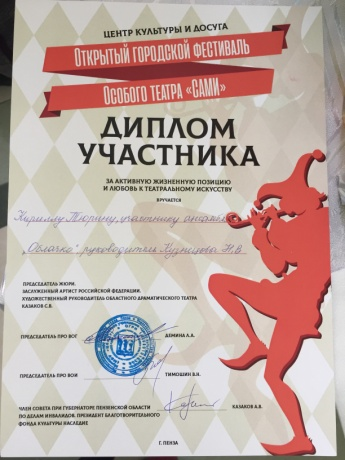 ЦЕНТР КУЛЬТУРЫ И ДОСУГА
ОТКРЫТЫЙ ГОРОДСКОЙ ФЕСТИВАЛЬ
ОСОБОГО ТЕАТРА «САМИ»
ДИПЛОМ
УЧАСТНИКА
ЗА АКТИВНУЮ ЖИЗНЕННУЮ ПОЗИЦИЮ
И ЛЮБОВЬ К ТЕАТРАЛЬНОМУ ИСКУССТВУ
ВРУЧАЕТСЯ
Кириллу Тюрину, участнику ансамбля
„Облачко" руководитель Кузнецова Н.В.
ПРЕДСЕДАТЕЛЬ ЖЮРИ,
ЗАСЛУЖЕННЫЙ АРТИСТ РОССИЙСКОЙ ФЕДЕРАЦИИ,
ХУДОЖЕСТВЕННЫЙ РУКОВОДИТЕЛЬ ОБЛАСТНОГО ДРАМАТИЧЕСКОГО ТЕАТРА
КАЗАКОВ С.В.
ПРЕДСЕДАТЕЛЬ ПРО ВОГ ДЕМИНА Л.А.
ПРЕДСЕДАТЕЛЬ ПРО ВОИ ТИМОШИН В.В.
ЧЛЕН СОВЕТА ПРИ ГУБЕРНАТОРЕ ПЕНЗЕНСКОЙ ОБЛАСТИ
ПО ДЕЛАМ ИНВАЛИДОВ, ПРЕЗИДЕНТ БЛАГОТВОРИТЕЛЬНОГО КАЗАКОВ А.В.
ФОНДА КУЛЬТУРЫ НАСЛЕДИЕ
Г. ПЕНЗА